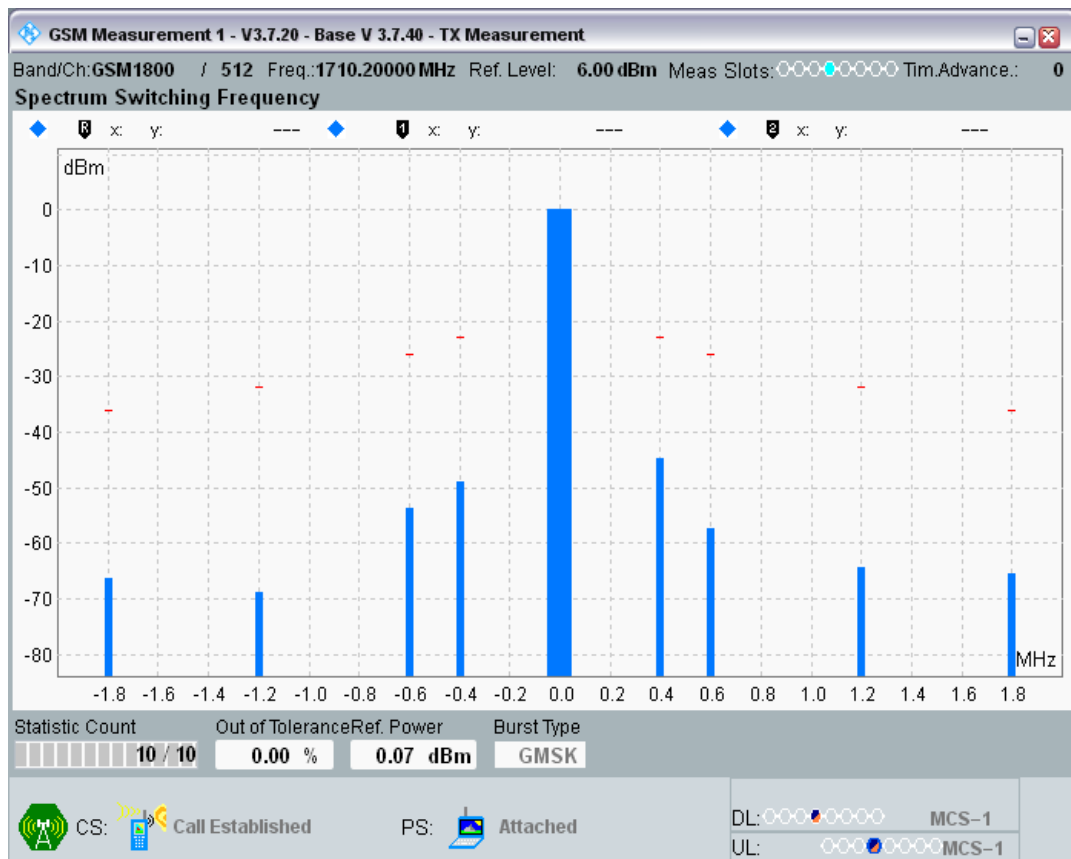 GSM Measurement 1 - V3.7.20 - Base V 3.7.40 - TX Measurement
Band/Ch:GSM1800 / 512 Freq.:1710.20000 MHz Ref. Level: 6.00 dBm Meas Slots: Tim.Advance.: 0
Spectrum Switching Frequency
R x: y: --- 1 x: y: --- 2 x: y: ---
dBm
0
-10
-20
-30
-40
-50
-60
-70
-80
MHz
-1.8 -1.6 -1.4 -1.2 -1.0 -0.8 -0.6 -0.4 -0.2 0.0 0.2 0.4 0.6 0.8 1.0 1.2 1.4 1.6 1.8
Statistic Count Out of Tolerance Ref. Power Burst Type
10 / 10 0.00 % 0.07 dBm GMSK
CS: Call Established PS: Attached DL: MCS-1
UL: MCS-1